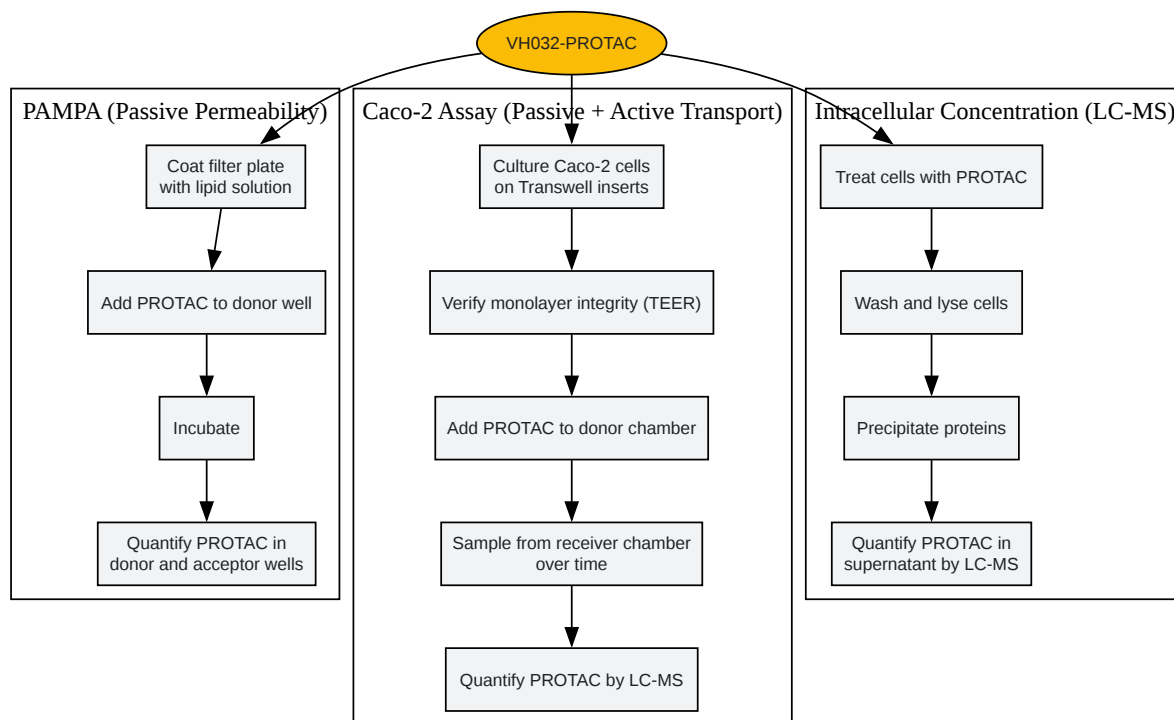 VH032-PROTAC
PAMPA (Passive Permeability)
Coat filter plate
with lipid solution
Add PROTAC to donor well
Incubate
Quantify PROTAC in
donor and acceptor wells
Caco-2 Assay (Passive + Active Transport)
Culture Caco-2 cells
on Transwell inserts
Verify monolayer integrity (TEER)
Add PROTAC to donor chamber
Sample from receiver chamber
over time
Quantify PROTAC by LC-MS
Intracellular Concentration (LC-MS)
Treat cells with PROTAC
Wash and lyse cells
Precipitate proteins
Quantify PROTAC in
supernatant by LC-MS